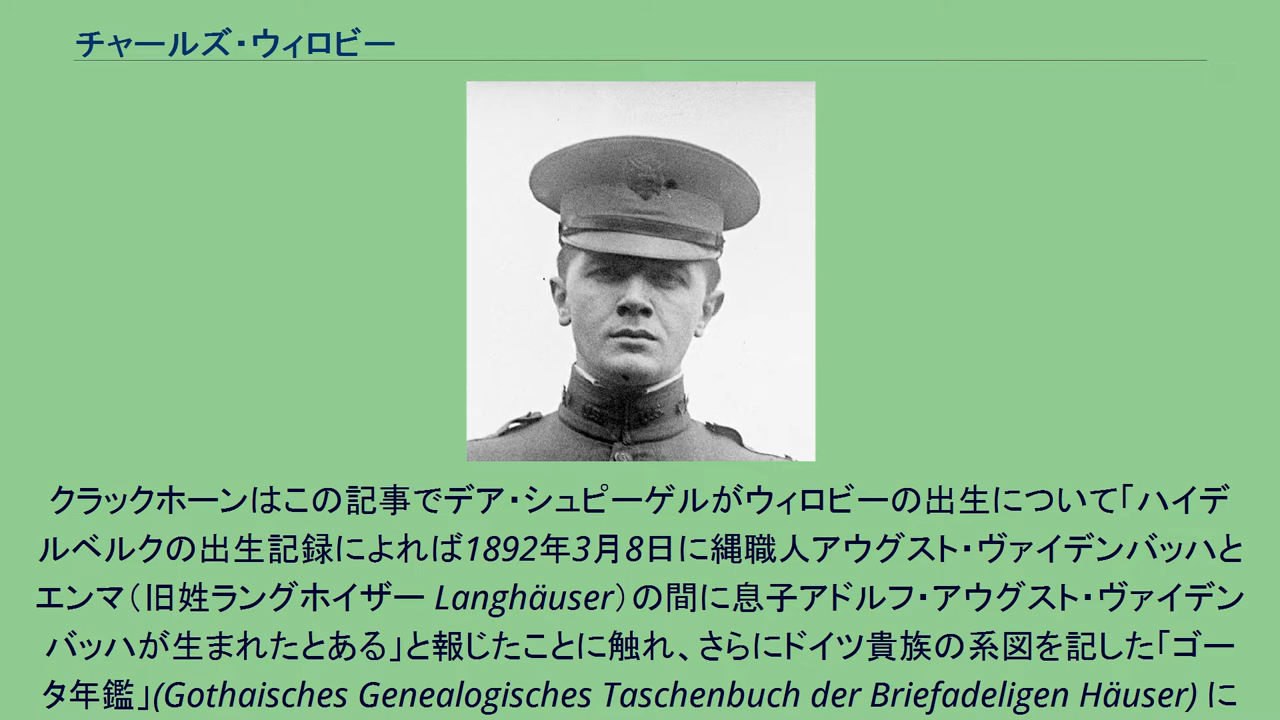 チャールズ・ウィロビー
クラックホーンはこの記事でデア・シュピーゲルがウィロビーの出生について「ハイデ
ルベルクの出生記録によれば1892年3月8日に縄職人アウグスト・ヴァイデンバッハと
エンマ（旧姓ラングホイザー Langhäuser）の間に息子アドルフ・アウグスト・ヴァイデン
バッハが生まれたとある」と報じたことに触れ、さらにドイツ貴族の系図を記した「ゴー
タ年鑑」(Gothaisches Genealogisches Taschenbuch der Briefadeligen Häuser) に